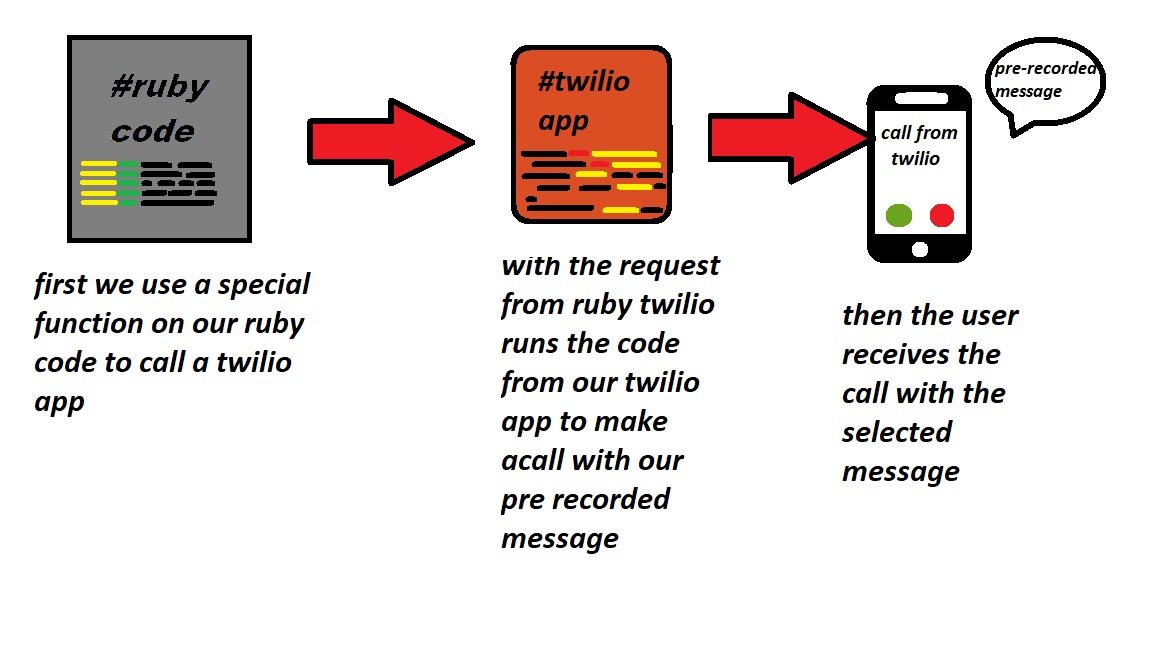 #ruby
code
first we use a special
function on our ruby
code to call a twilio
app
#twilio
app
with the request
from ruby twilio
runs the code
from our twilio
app to make
acall with our
pre recorded
message
pre-recorded
message
call from
twilio
then the user
receives the
call with the
selected
message